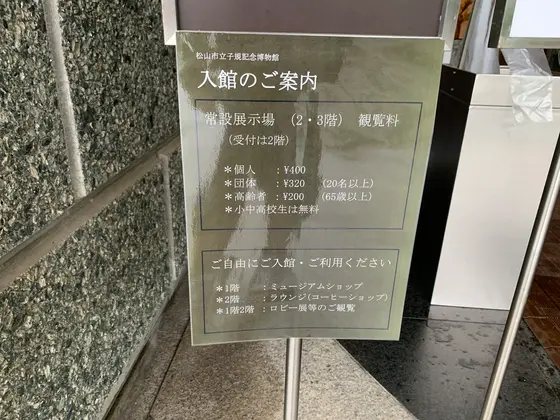 松山市立子規記念博物館
入館のご案内
常設展示場 (2・3階) 観覧料
(受付は2階)
＊個人 : ¥400
＊団体 : ¥320 (20名以上)
＊高齢者 : ¥200 (65歳以上)
＊小中高校生は無料
ご自由にご入館・ご利用ください
＊1階 : ミュージアムショップ
＊2階 : ラウンジ(コーヒーショップ)
＊1階2階 : ロビー展等のご観覧